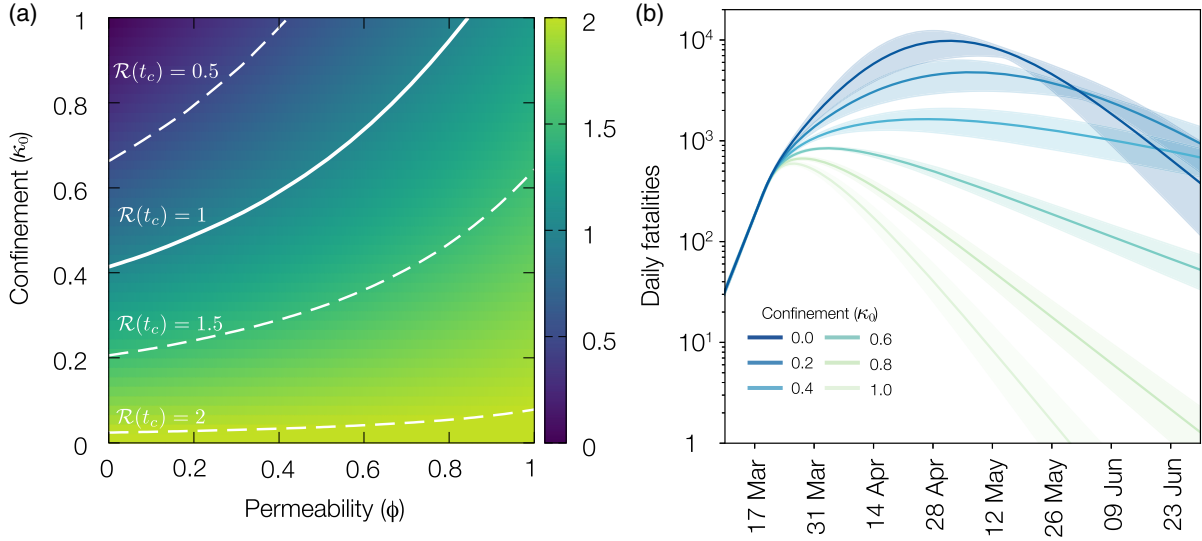 (a)
Confinement (κ₀)
1
0.8
0.6
0.4
0.2
0
R(t_c) = 0.5
R(t_c) = 1
R(t_c) = 1.5
R(t_c) = 2
0
0.2
0.4
0.6
0.8
1
Permeability (ϕ)
2
1.5
1
0.5
0
(b)
Daily fatalities
10⁴
10³
10²
10¹
1
Confinement (κ₀)
0.0
0.2
0.4
0.6
0.8
1.0
17 Mar
31 Mar
14 Apr
28 Apr
12 May
26 May
09 Jun
23 Jun